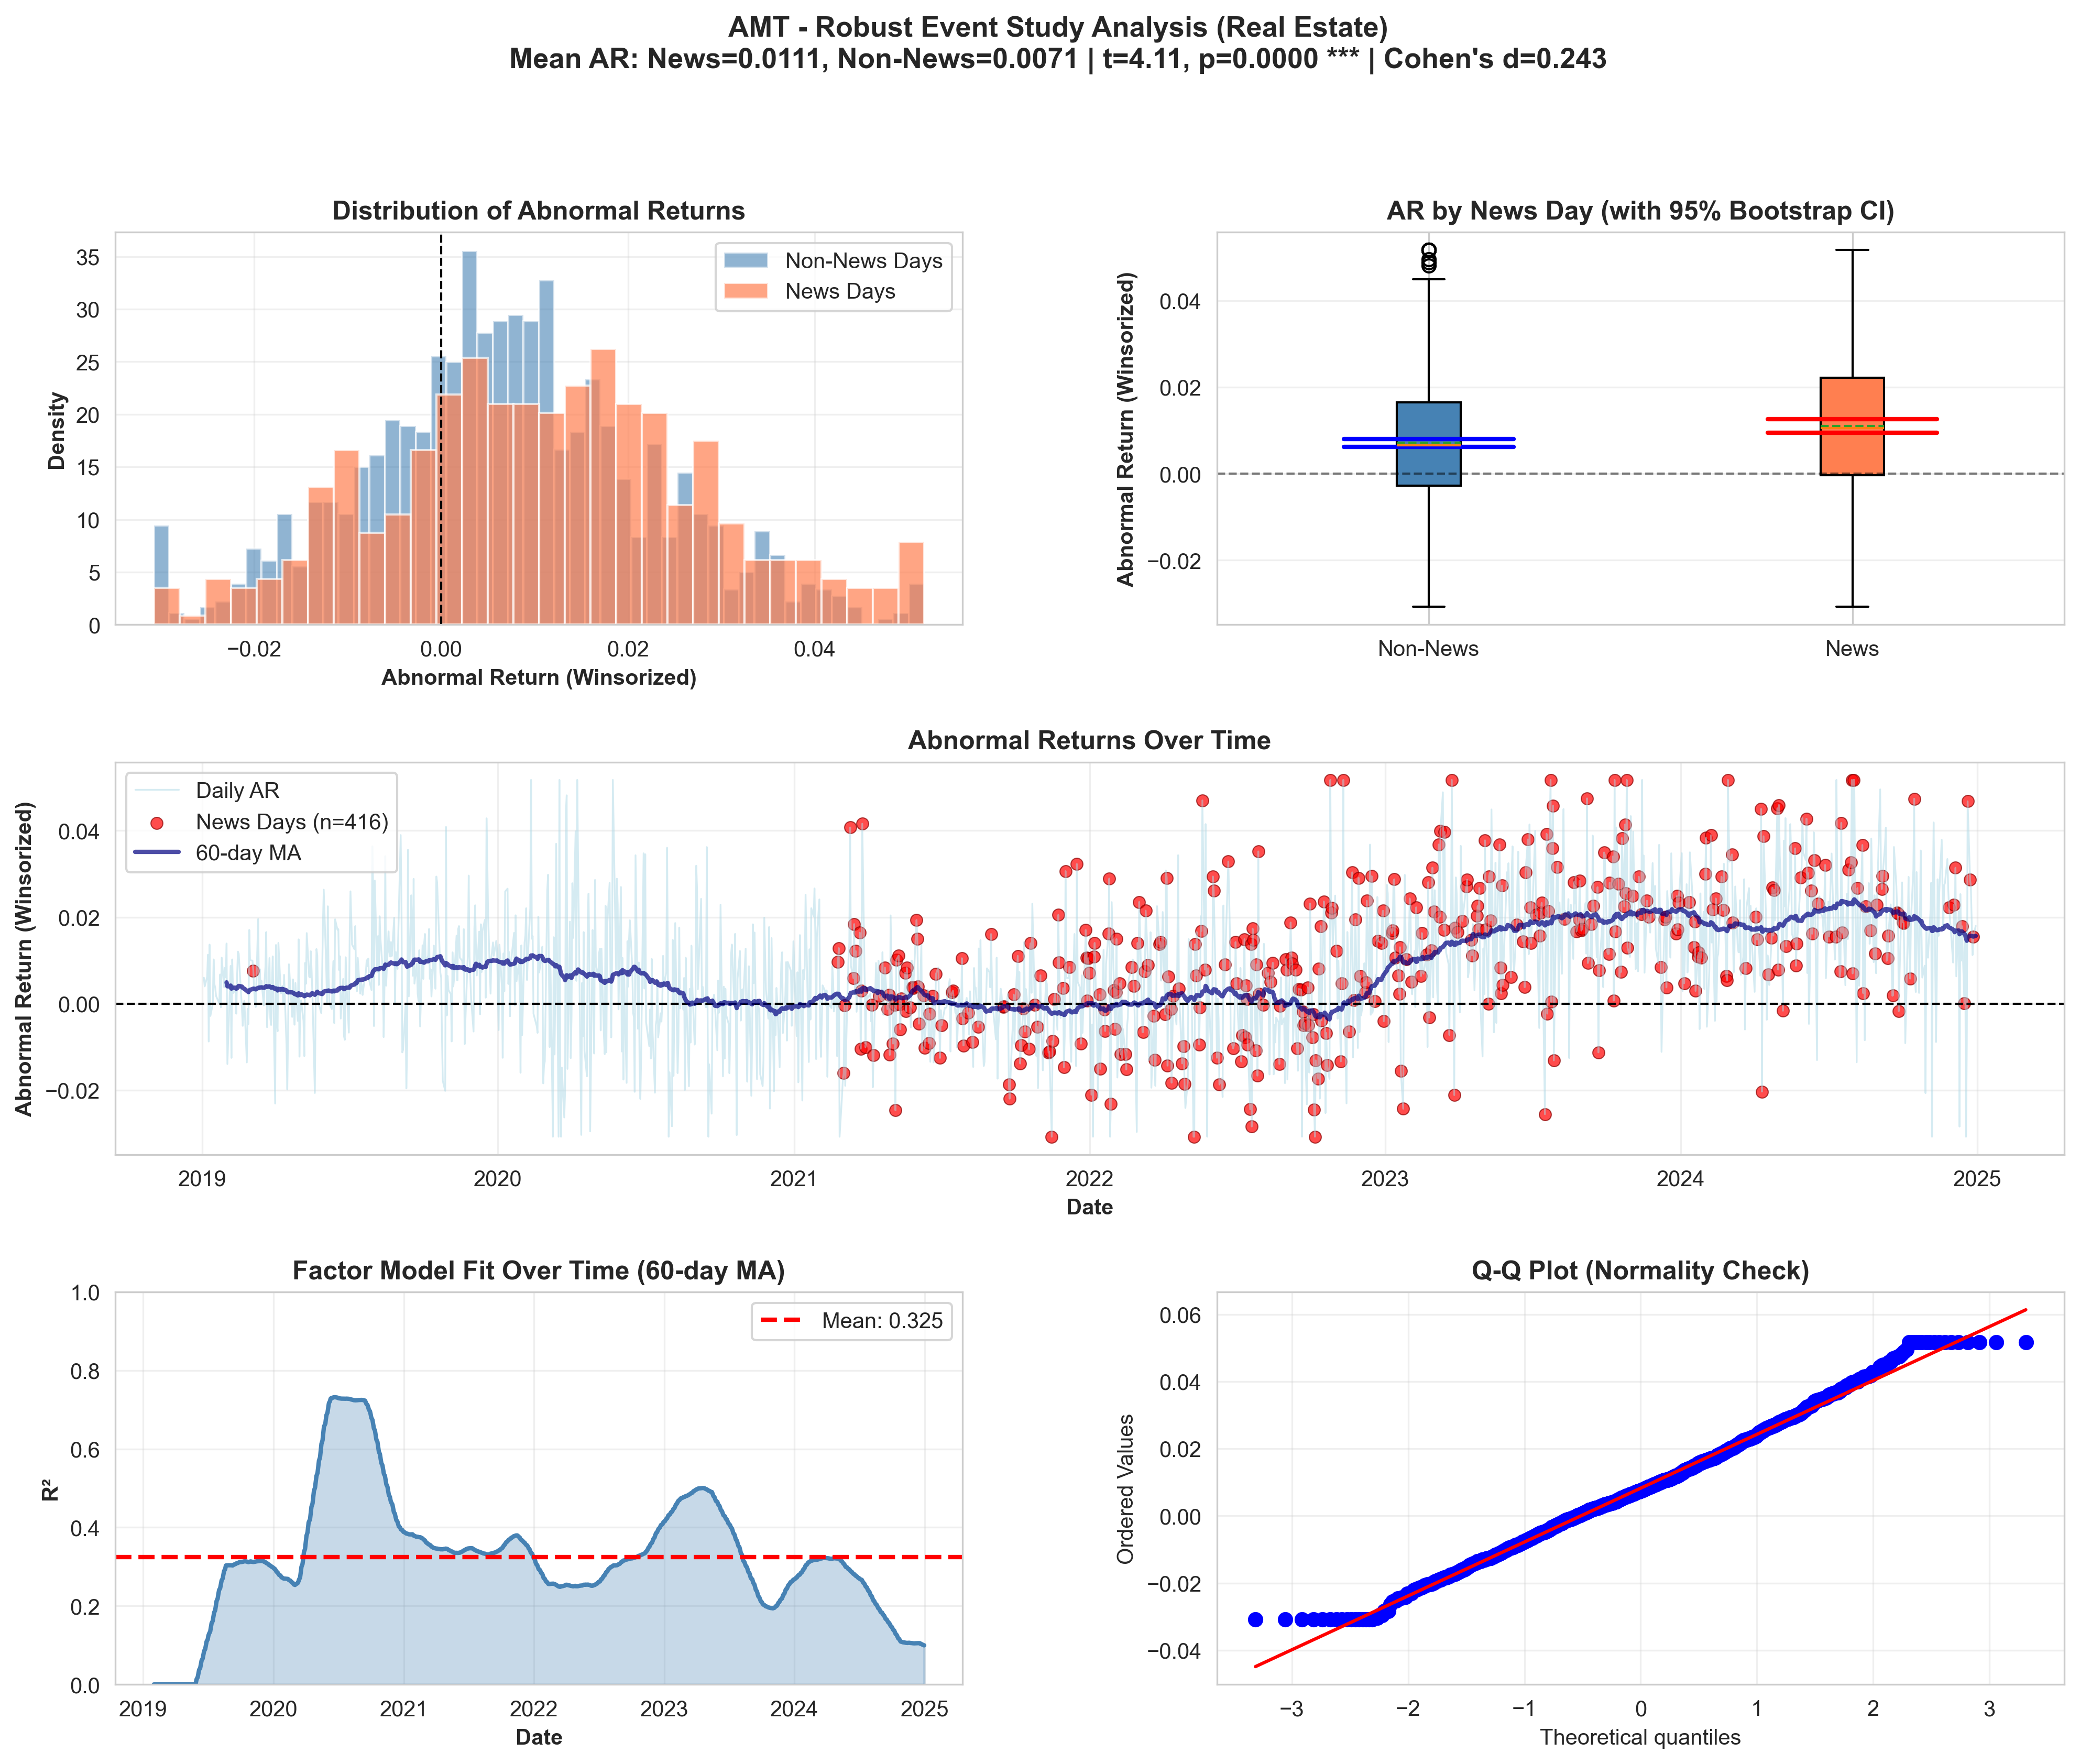 AMT - Robust Event Study Analysis (Real Estate)
Mean AR: News=0.0111, Non-News=0.0071 | t=4.11, p=0.0000 *** | Cohen's d=0.243
Distribution of Abnormal Returns
Density
35
30
25
20
15
10
5
0
Non-News Days
News Days
−0.02
0.00
0.02
0.04
Abnormal Return (Winsorized)
AR by News Day (with 95% Bootstrap CI)
Abnormal Return (Winsorized)
0.04
0.02
0.00
−0.02
Non-News
News
Abnormal Returns Over Time
Abnormal Return (Winsorized)
0.04
0.02
0.00
−0.02
Daily AR
News Days (n=416)
60-day MA
2019
2020
2021
2022
2023
2024
2025
Date
Factor Model Fit Over Time (60-day MA)
R²
1.0
0.8
0.6
0.4
0.2
0.0
Mean: 0.325
2019
2020
2021
2022
2023
2024
2025
Date
Q-Q Plot (Normality Check)
Ordered Values
0.06
0.04
0.02
0.00
−0.02
−0.04
−3
−2
−1
0
1
2
3
Theoretical quantiles